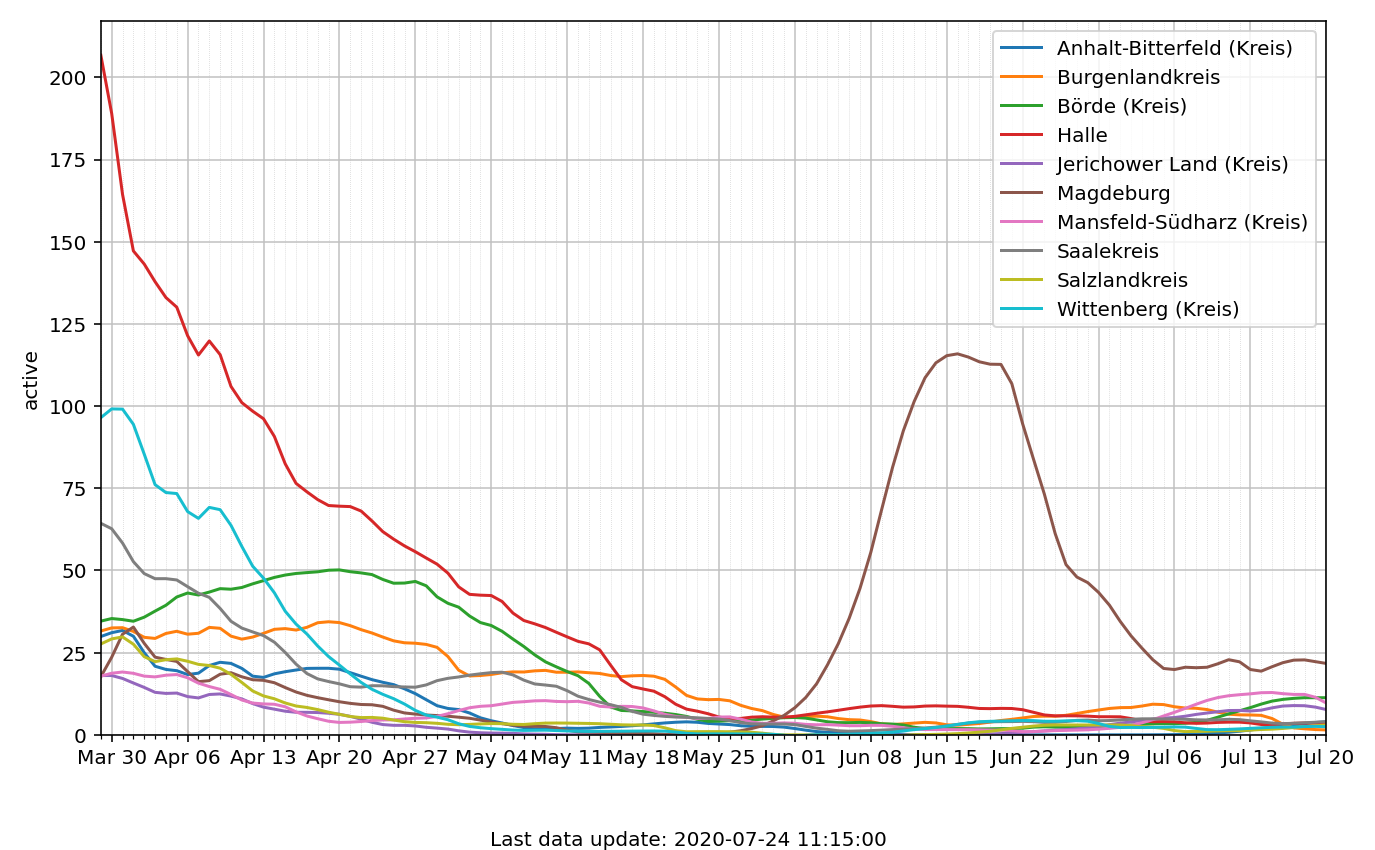 200
175
150
125
100
75
50
25
0
active
Anhalt-Bitterfeld (Kreis)
Burgenlandkreis
Börde (Kreis)
Halle
Jerichower Land (Kreis)
Magdeburg
Mansfeld-Südharz (Kreis)
Saalekreis
Salzlandkreis
Wittenberg (Kreis)
Mar 30 Apr 06 Apr 13 Apr 20 Apr 27 May 04 May 11 May 18 May 25 Jun 01 Jun 08 Jun 15 Jun 22 Jun 29 Jul 06 Jul 13 Jul 20
Last data update: 2020-07-24 11:15:00